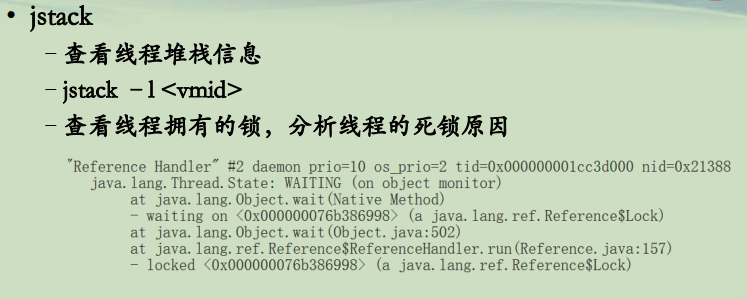 • jstack
– 查看线程堆栈信息
– jstack –l <vmid>
– 查看线程拥有的锁，分析线程的死锁原因
"Reference Handler" #2 daemon prio=10 os_prio=2 tid=0x000000001cc3d000 nid=0x21388
java.lang.Thread.State: WAITING (on object monitor)
at java.lang.Object.wait(Native Method)
- waiting on <0x000000076b386998> (a java.lang.ref.Reference$Lock)
at java.lang.Object.wait(Object.java:502)
at java.lang.ref.Reference$ReferenceHandler.run(Reference.java:157)
- locked <0x000000076b386998> (a java.lang.ref.Reference$Lock)